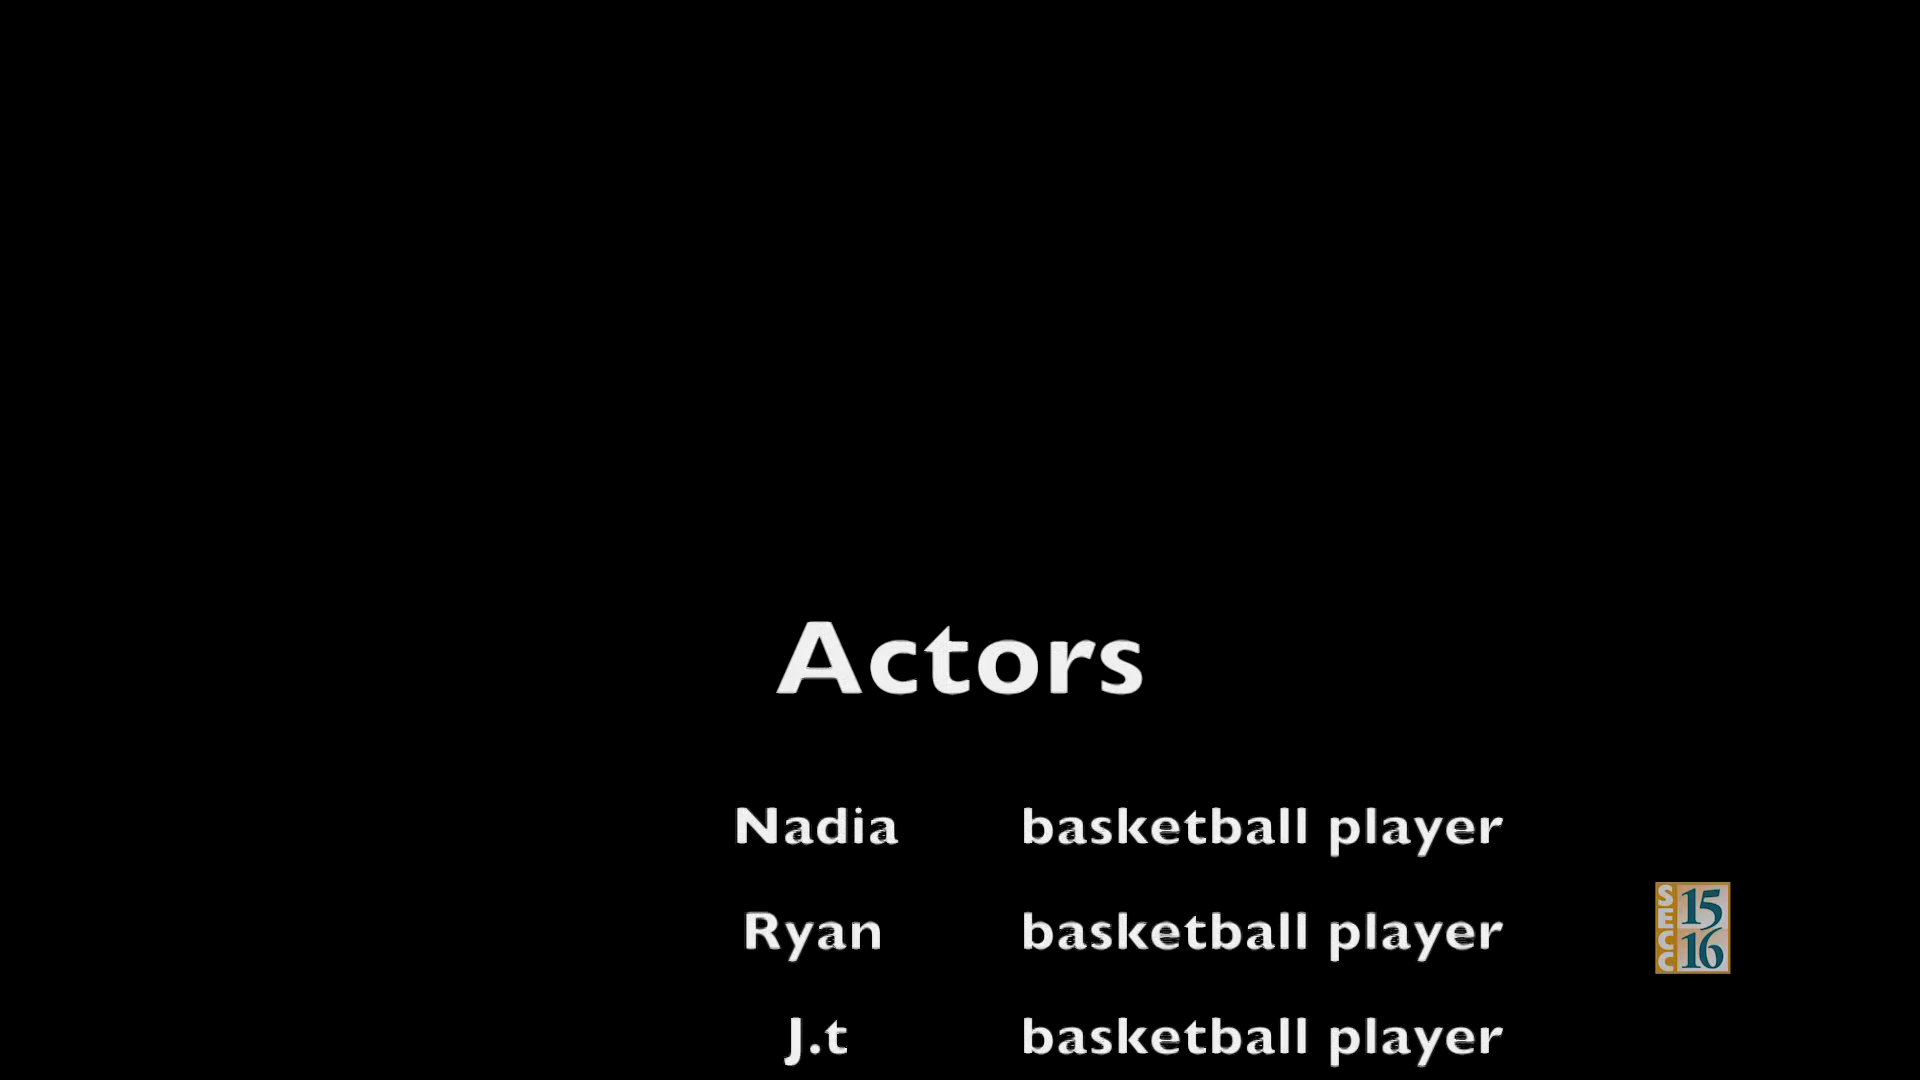 Actors
Nadia basketball player
Ryan basketball player
J.t basketball player
SECC
15
16